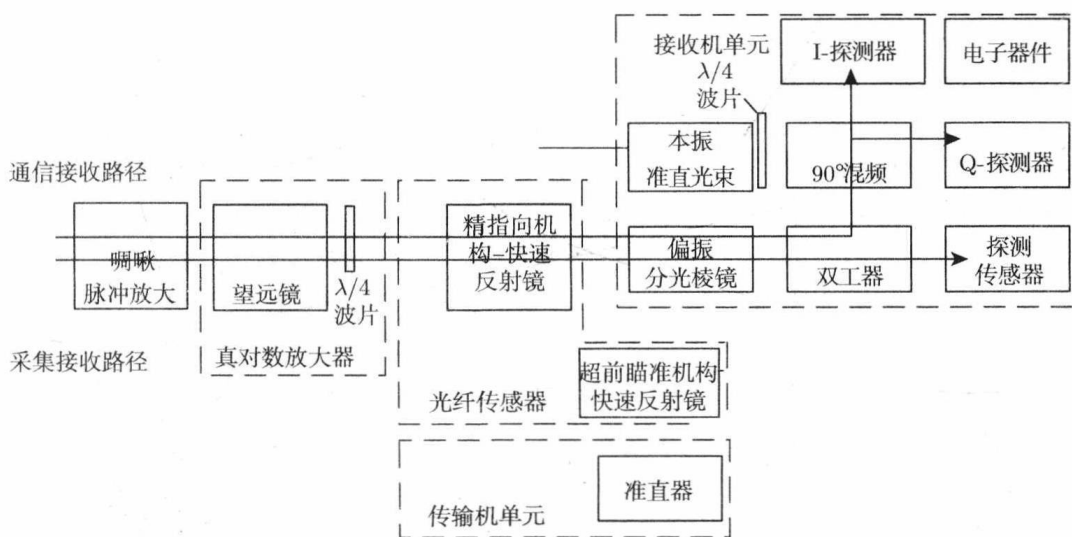 接收机单元
λ/4
波片
I-探测器
电子器件
本振
准直光束
90°混频
Q-探测器
通信接收路径
啁啾
脉冲放大
望远镜
λ/4
波片
精指向机
构-快速
反射镜
偏振
分光棱镜
双工器
探测
传感器
采集接收路径
真对数放大器
光纤传感器
超前瞄准机构-
快速反射镜
传输机单元
准直器